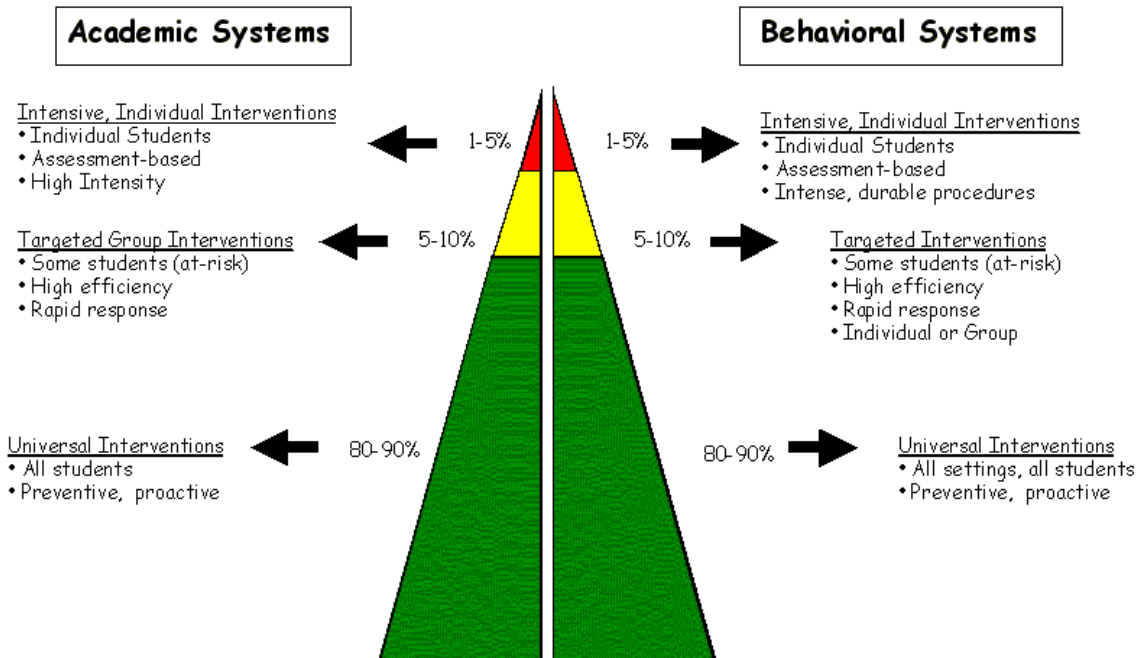 Academic Systems
Behavioral Systems
Intensive, Individual Interventions
• Individual Students
• Assessment-based
• High Intensity
1-5%
1-5%
Intensive, Individual Interventions
• Individual Students
• Assessment-based
• Intense, durable procedures
Targeted Group Interventions
• Some students (at-risk)
• High efficiency
• Rapid response
5-10%
5-10%
Targeted Interventions
• Some students (at-risk)
• High efficiency
• Rapid response
• Individual or Group
Universal Interventions
• All students
• Preventive, proactive
80-90%
80-90%
Universal Interventions
• All settings, all students
• Preventive, proactive